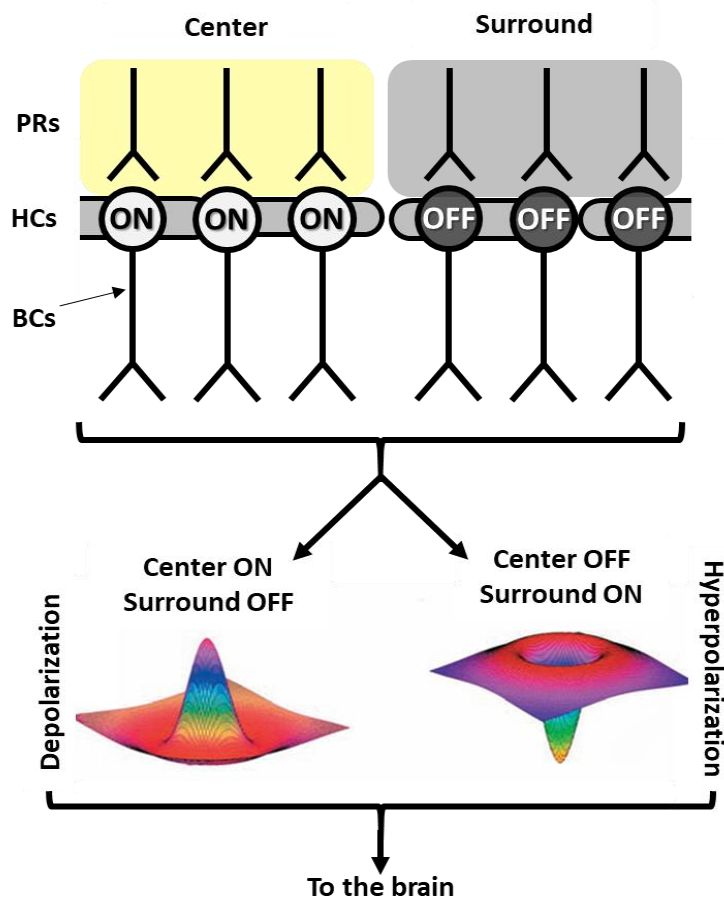 Center
Surround
PRs
HCs
ON
ON
ON
OFF
OFF
OFF
BCs
Center ON
Surround OFF
Center OFF
Surround ON
Depolarization
Hyperpolarization
To the brain